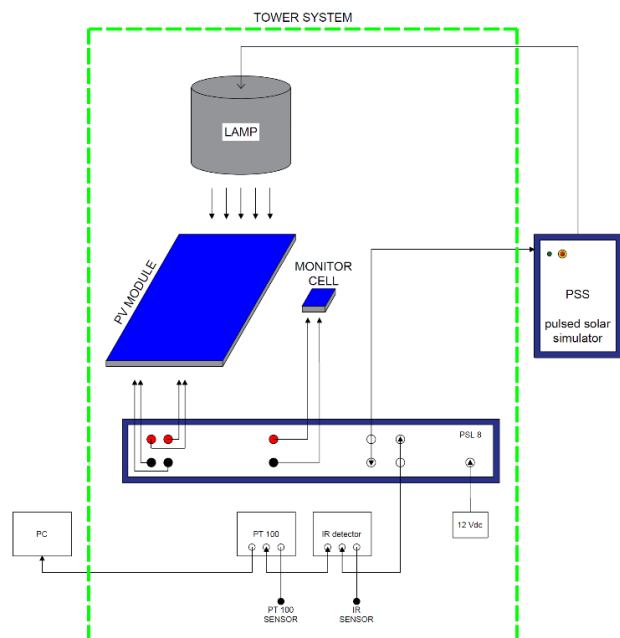 TOWER SYSTEM
LAMP
PV MODULE
MONITOR
CELL
PSS
pulsed solar
simulator
PSL 8
PC
PT 100
IR detector
12 Vdc
PT 100
SENSOR
IR
SENSOR